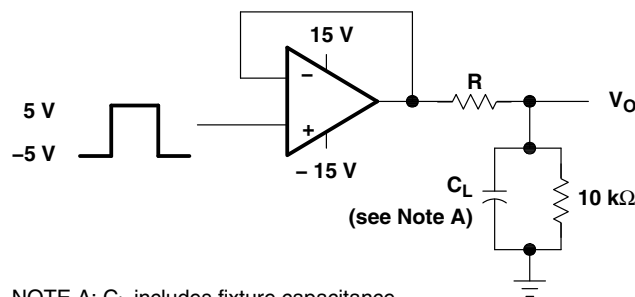 15 V
R
VO
5 V
−5 V
−
+
− 15 V
CL
(see Note A)
10 kΩ
NOTE A: CL includes fixture capacitance